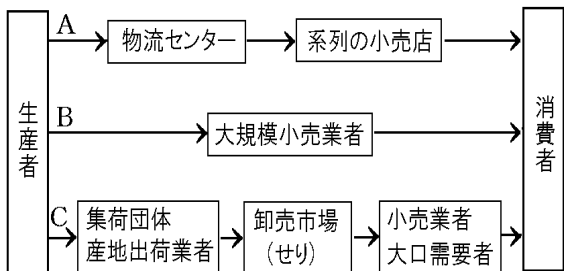 生産者
A
物流センター
系列の小売店
B
大規模小売業者
C
集荷団体
産地出荷業者
卸売市場
(せり)
小売業者
大口需要者
消費者